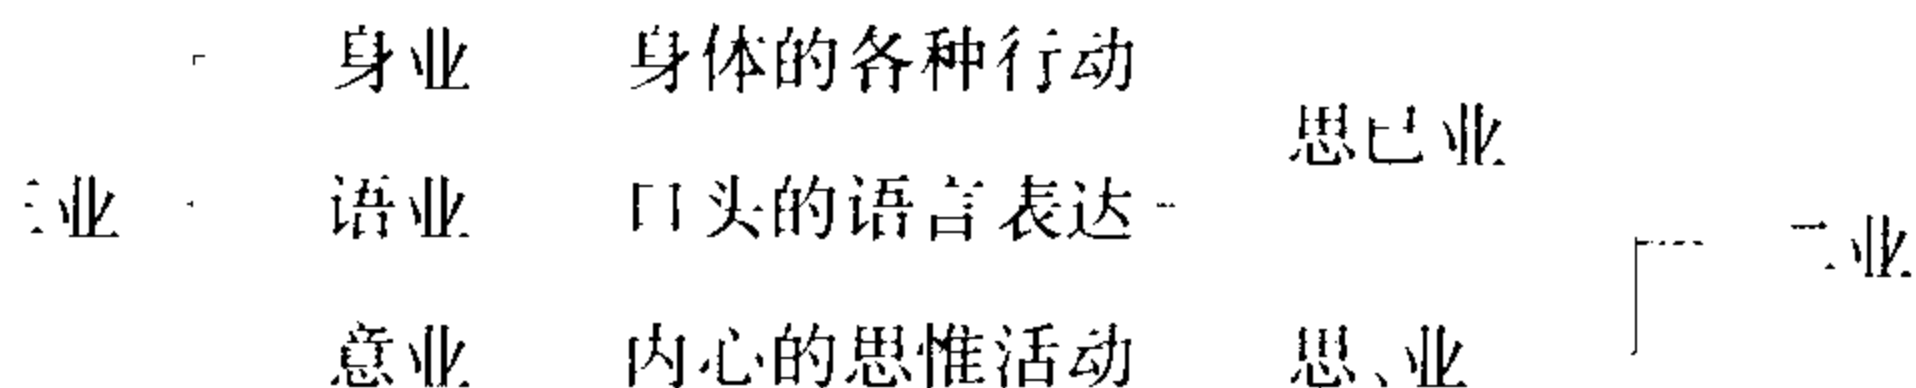 身业 身体的各种行动
思已业
三业 语业 口头的语言表达
二业
意业 内心的思惟活动 思、业